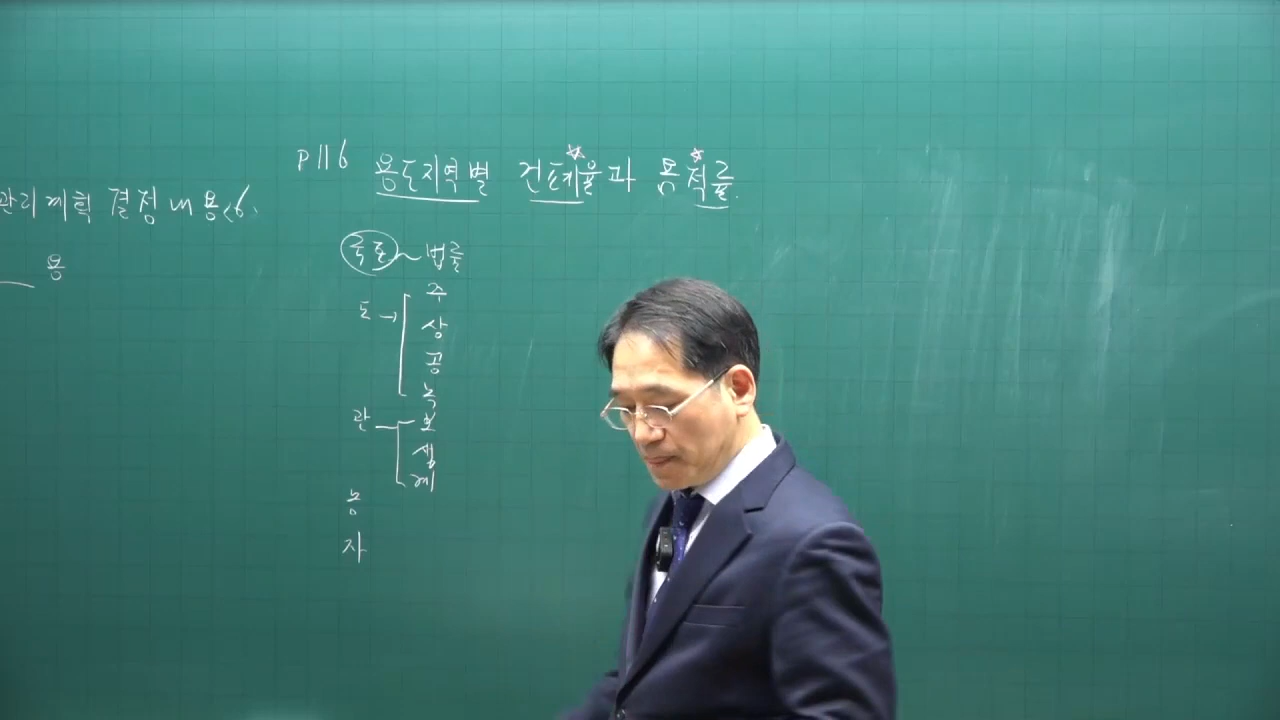 관리계획 결정내용<6.
용
P116 용도지역별 건폐율과 용적률.
국토~법률
주
도→ 상
공
녹
관 보
생
계
농
자